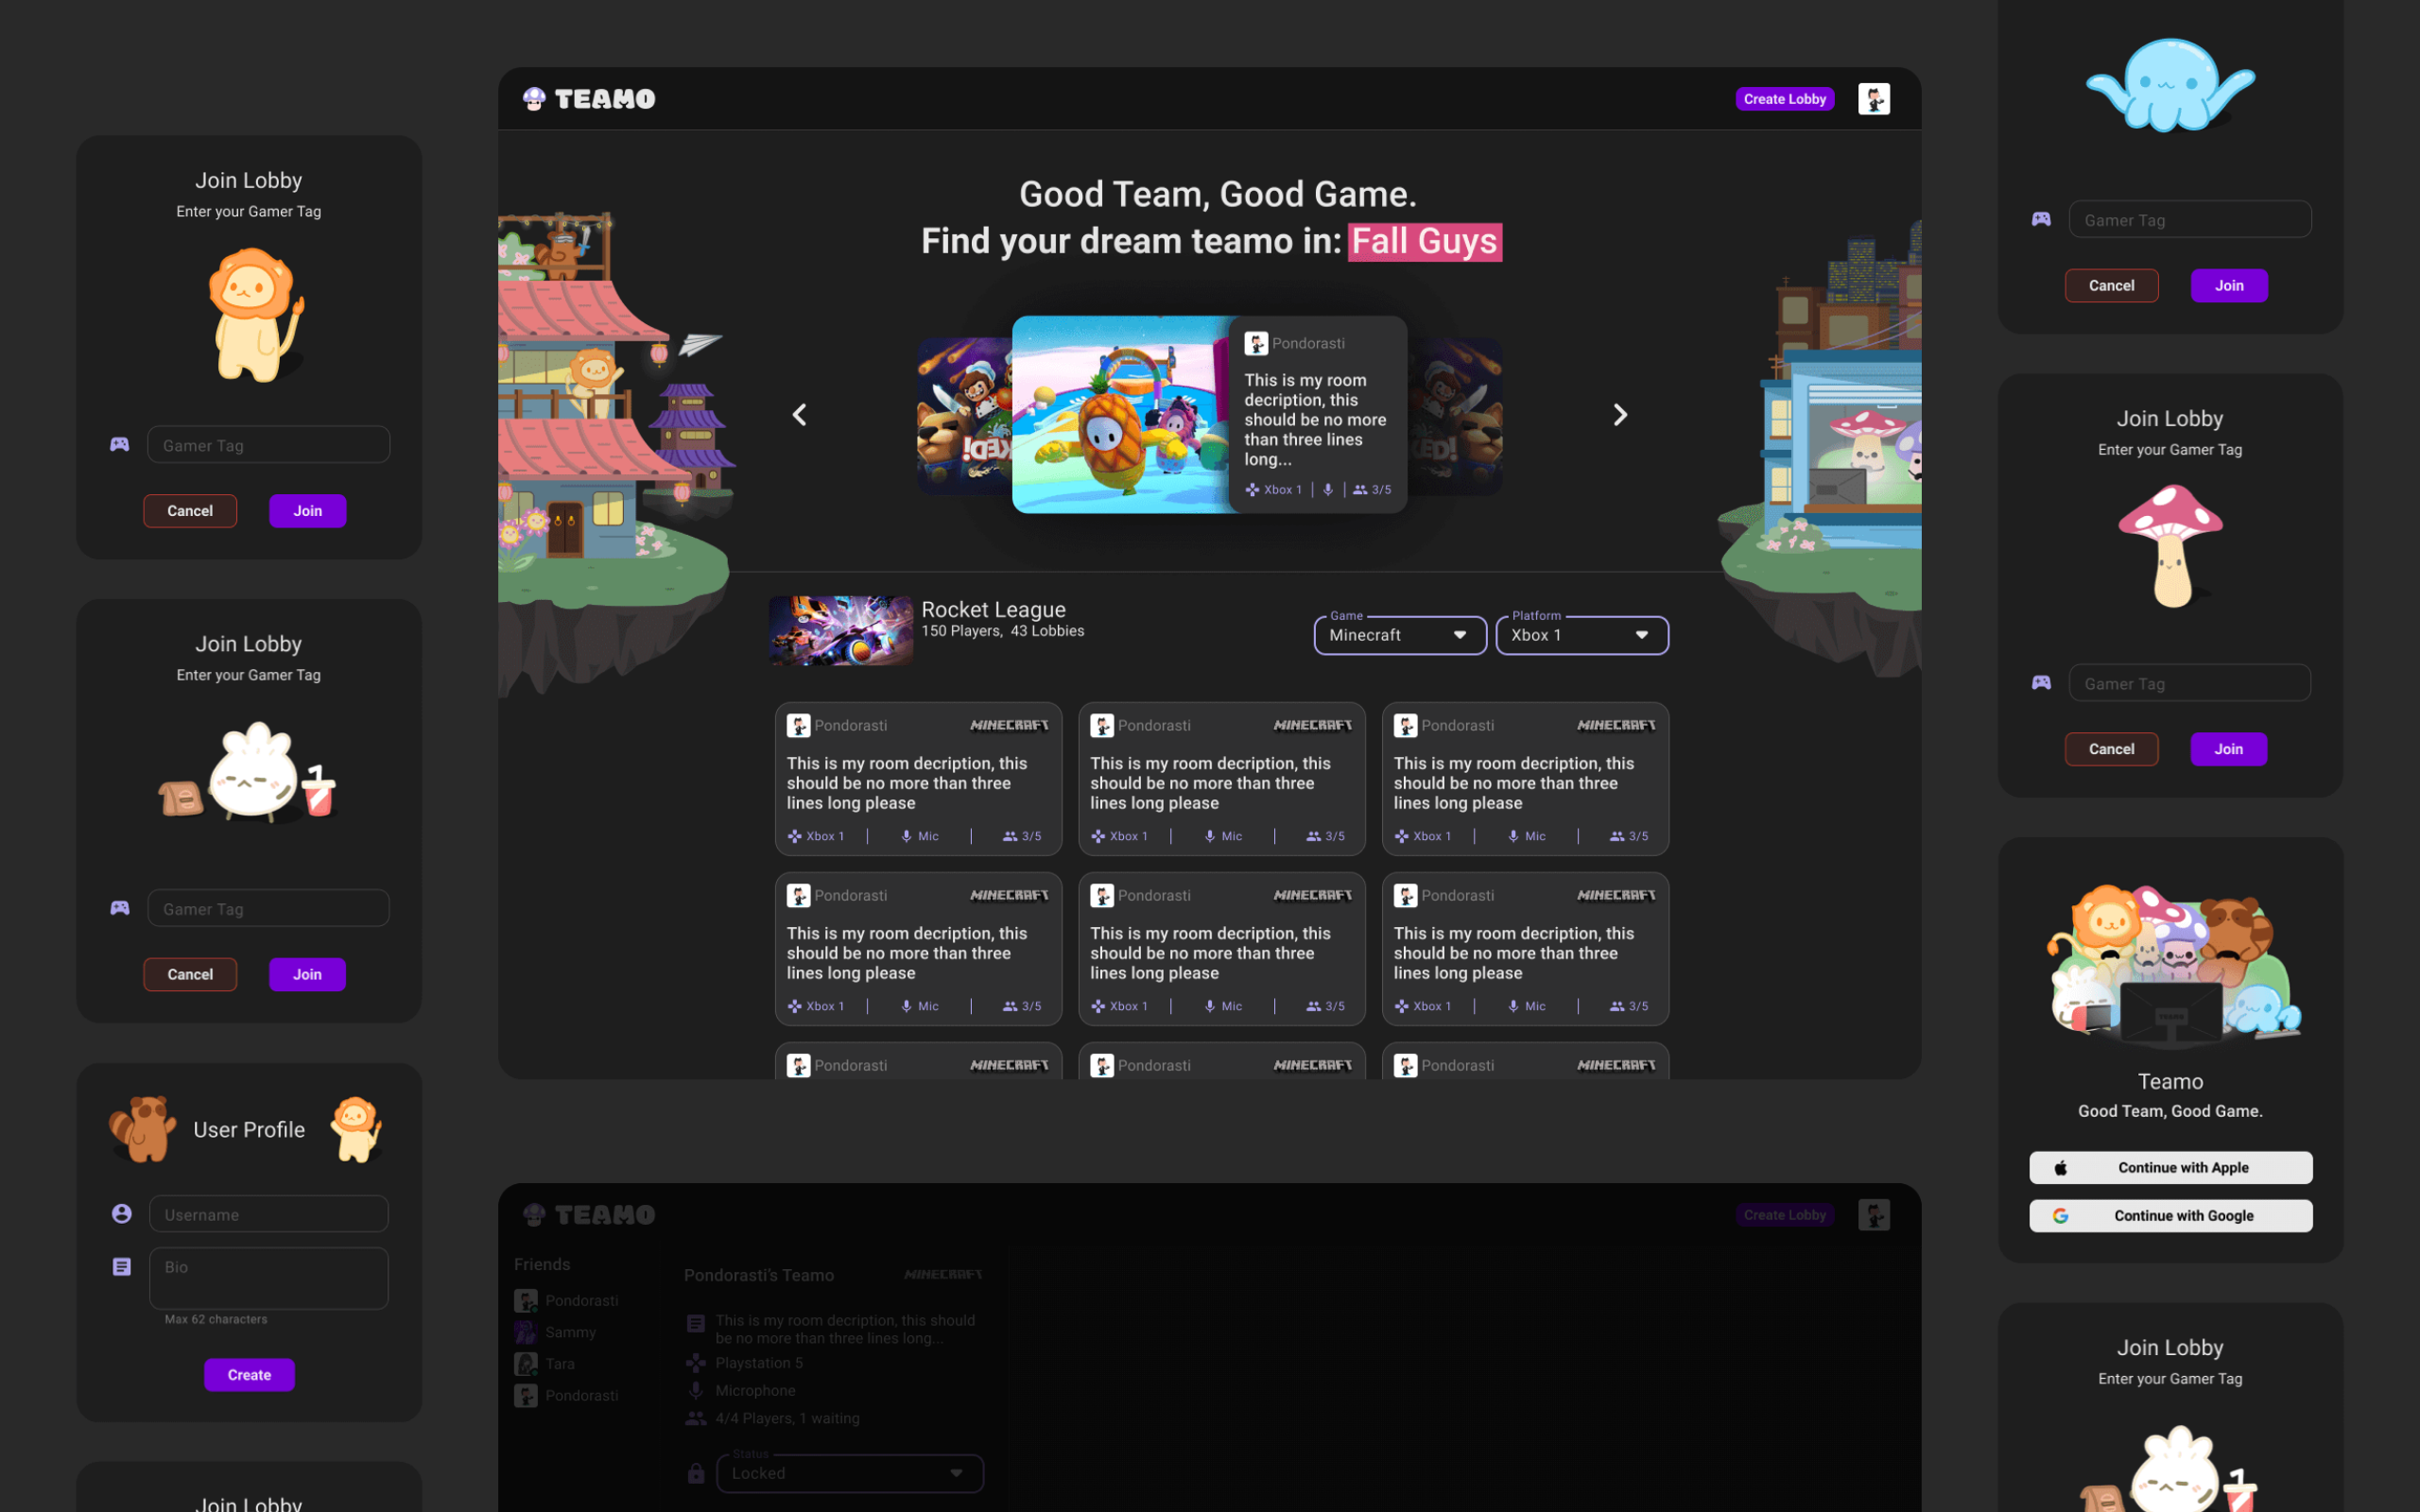 Join Lobby
Enter your Gamer Tag
Gamer Tag
Cancel
Join
Join Lobby
Enter your Gamer Tag
Gamer Tag
Cancel
Join
User Profile
Username
Bio
Max 62 characters
Create
Join Lobby
TEAMO
Create Lobby
Good Team, Good Game.
Find your dream teamo in: Fall Guys
Pondorasti
This is my room
decription, this
should be no more
than three lines
long...
Xbox 1
3/5
Rocket League
150 Players, 43 Lobbies
Game
Minecraft
Platform
Xbox 1
Pondorasti
MINECRAFT
This is my room decription, this
should be no more than three
lines long please
Xbox 1
Mic
3/5
Pondorasti
MINECRAFT
This is my room decription, this
should be no more than three
lines long please
Xbox 1
Mic
3/5
Pondorasti
MINECRAFT
This is my room decription, this
should be no more than three
lines long please
Xbox 1
Mic
3/5
Pondorasti
MINECRAFT
This is my room decription, this
should be no more than three
lines long please
Xbox 1
Mic
3/5
Pondorasti
MINECRAFT
This is my room decription, this
should be no more than three
lines long please
Xbox 1
Mic
3/5
Pondorasti
MINECRAFT
This is my room decription, this
should be no more than three
lines long please
Xbox 1
Mic
3/5
Pondorasti
MINECRAFT
Pondorasti
MINECRAFT
Pondorasti
MINECRAFT
TEAMO
Create Lobby
Friends
Pondorasti
Sammy
Tara
Pondorasti
Pondorasti's Teamo
MINECRAFT
This is my room decription, this should
be no more than three lines long...
Playstation 5
Microphone
4/4 Players, 1 waiting
Status
Locked
Gamer Tag
Cancel
Join
Join Lobby
Enter your Gamer Tag
Gamer Tag
Cancel
Join
Teamo
Good Team, Good Game.
Continue with Apple
Continue with Google
Join Lobby
Enter your Gamer Tag